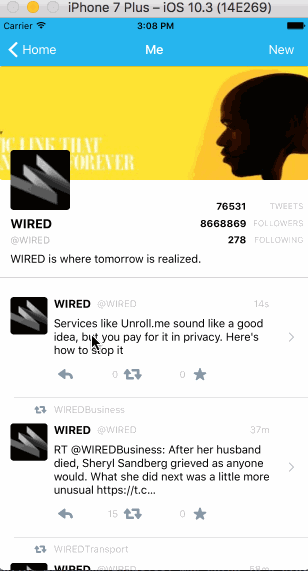 iPhone 7 Plus – iOS 10.3 (14E269)
Carrier 3:08 PM
Home Me New
IC LINK THAT
FOREVER
76531 TWEETS
WIRED 8668869 FOLLOWERS
@WIRED 278 FOLLOWING
WIRED is where tomorrow is realized.
WIRED @WIRED 14s
Services like Unroll.me sound like a good
idea, but you pay for it in privacy. Here's
how to stop it
0 0
WIREDBusiness
WIRED @WIRED 37m
RT @WIREDBusiness: After her husband
died, Sheryl Sandberg grieved as anyone
would. What she did next was a little more
unusual https://t.c...
15 0
WIREDTransport
WIRED @WIRED 58m